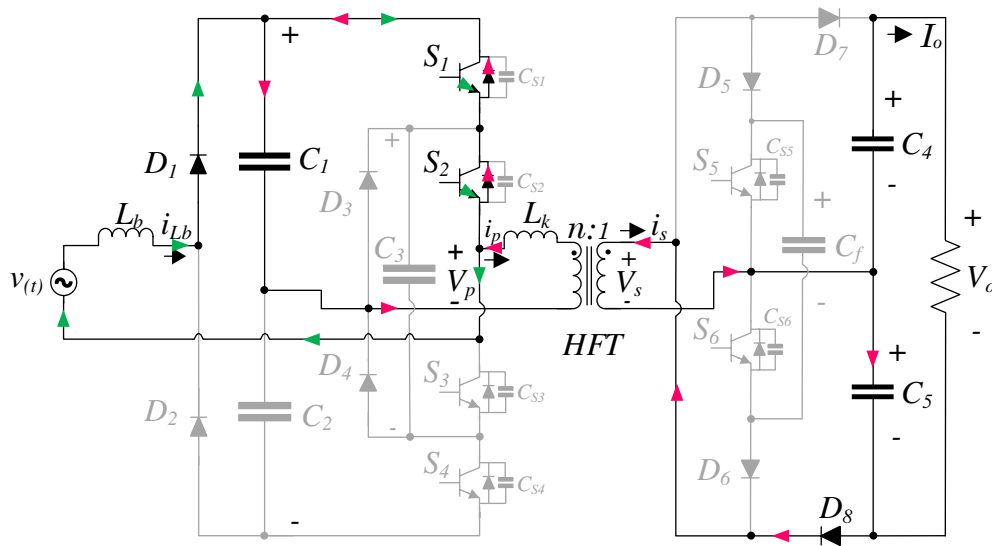 +
S1
CS1
D7
Io
D5
+
D1
C1
+
S2
CS2
D3
S5
CS5
C4
-
Lb
iLb
C3
ip
Lk
n:1
is
+
Cf
+
v(t)
+
Vp
-
+
Vs
-
-
Vo
HFT
S6
CS6
+
-
D4
S3
CS3
C5
D2
C2
-
-
S4
CS4
D6
D8
-